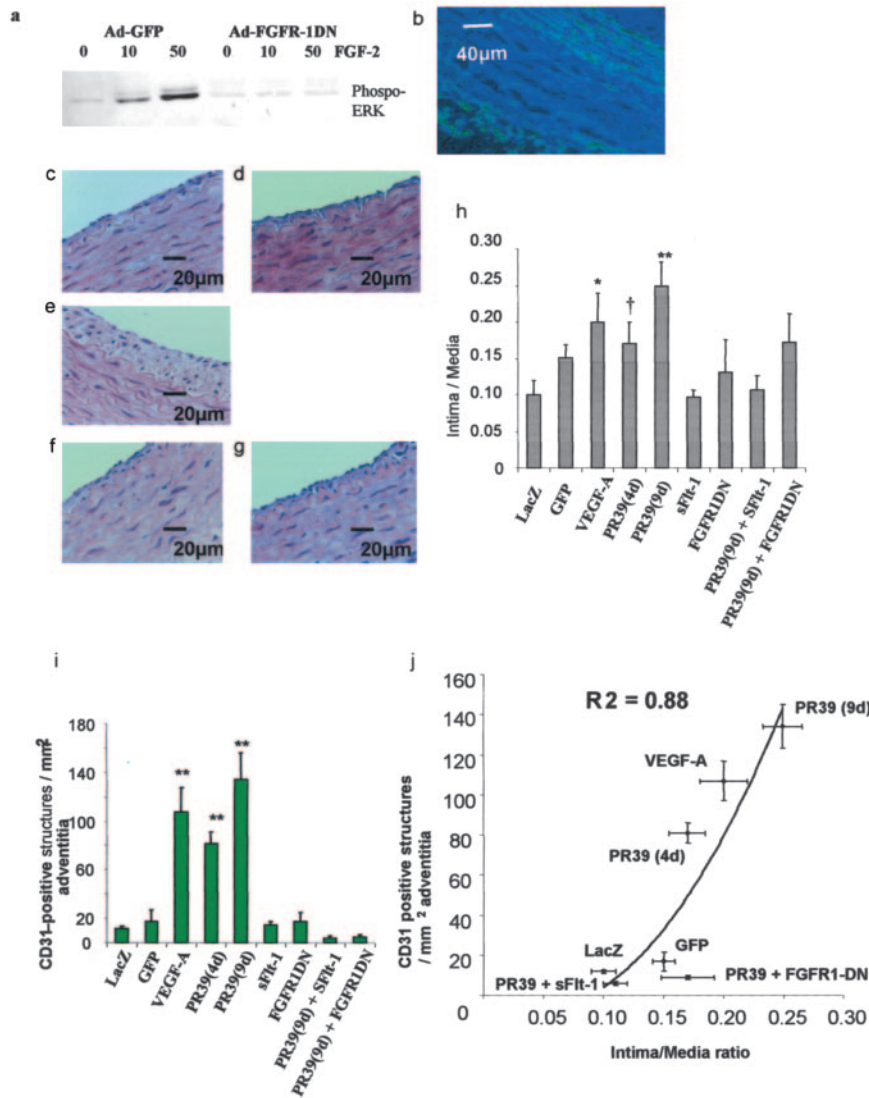 a
Ad-GFP Ad-FGFR-1DN
0 10 50 0 10 50 FGF-2
Phospo-
ERK
b
40µm
c
20µm
d
20µm
e
20µm
f
20µm
g
20µm
h
Intima / Media
0.30
0.25
0.20
0.15
0.10
0.05
0
*
†
**
LacZ
GFP
VEGF-A
PR39(4d)
PR39(9d)
sFlt-1
FGFR1DN
PR39(9d) + SFlt-1
PR39(9d) + FGFR1DN
i
CD31-positive structures / mm2
adventitia
180
140
100
60
20
0
**
**
**
LacZ
GFP
VEGF-A
PR39(4d)
PR39(9d)
sFlt-1
FGFR1DN
PR39(9d) + SFlt-1
PR39(9d) + FGFR1DN
j
CD31 positive structures
/ mm 2 adventitia
160
140
120
100
80
60
40
20
0
R2 = 0.88
PR39 (9d)
VEGF-A
PR39 (4d)
LacZ
GFP
PR39 + sFlt-1
PR39 + FGFR1-DN
0.05 0.10 0.15 0.20 0.25 0.30
Intima/Media ratio